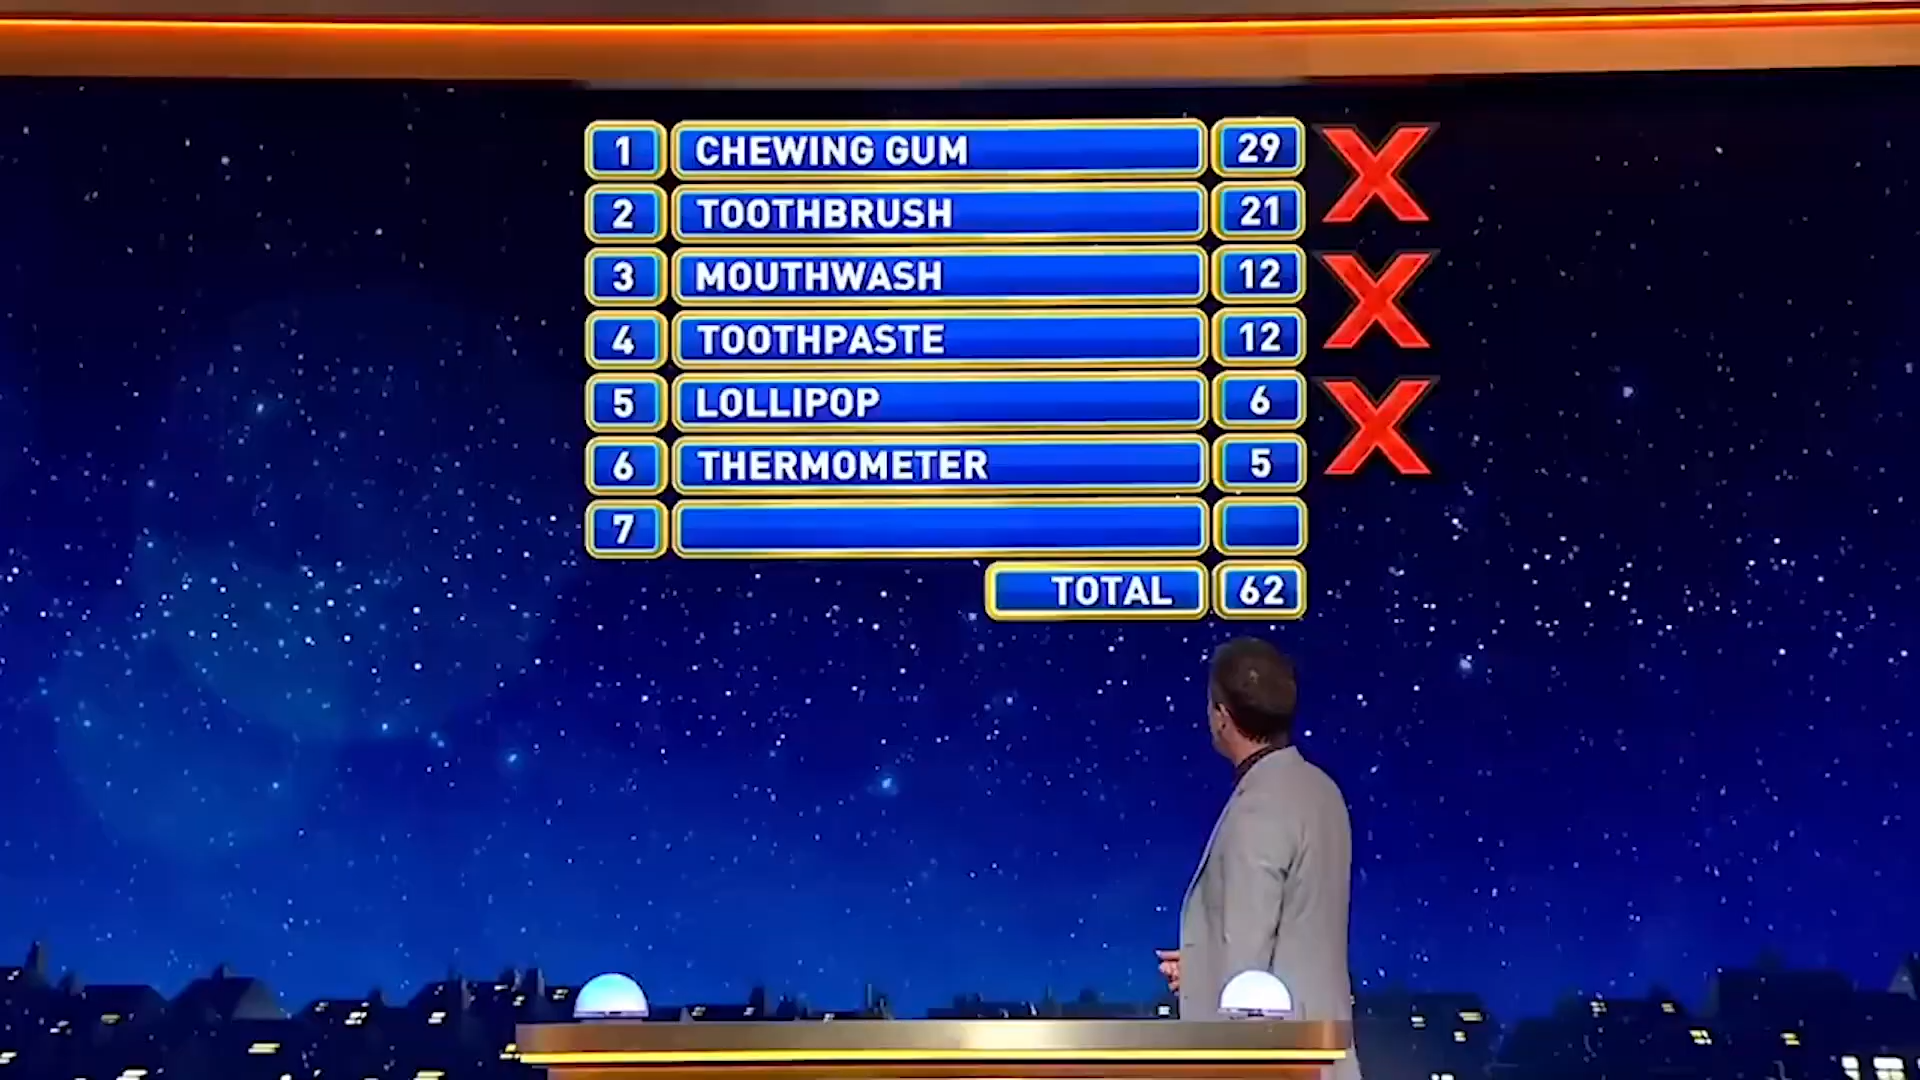 1 CHEWING GUM 29
2 TOOTHBRUSH 21
3 MOUTHWASH 12
4 TOOTHPASTE 12
5 LOLLIPOP 6
6 THERMOMETER 5
7
TOTAL 62